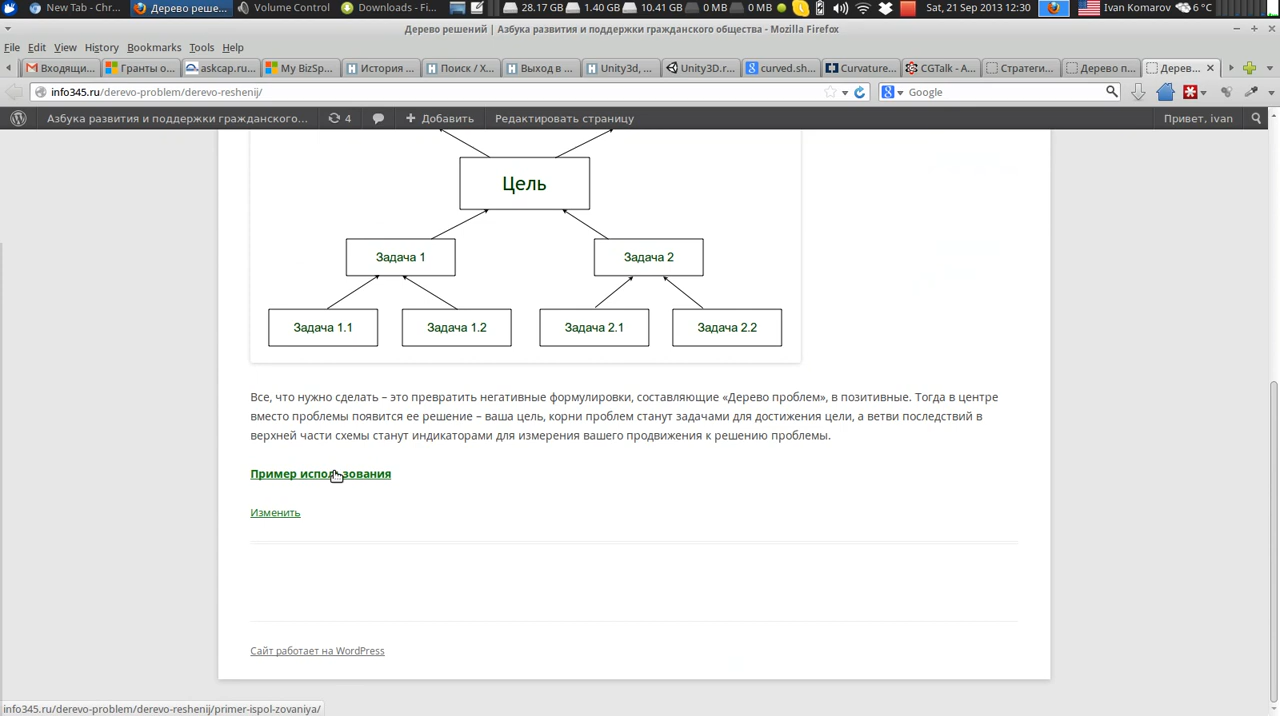 New Tab - Chr...
Дерево реше...
Volume Control
Downloads - Fi...
28.17 GB
1.40 GB
10.41 GB
0 MB
0 MB
Sat, 21 Sep 2013 12:30
Ivan Komarov
6 °C
Дерево решений | Азбука развития и поддержки гражданского общества - Mozilla Firefox
File Edit View History Bookmarks Tools Help
Входящи...
Гранты о...
askcap.ru...
My BizSp...
История ...
Поиск / Х...
Выход в ...
Unity3d, ...
Unity3D.r...
curved.sh...
Curvature...
CGTalk - A...
Стратеги...
Дерево п...
Дерев...
info345.ru/derevo-problem/derevo-reshenij/
Google
Азбука развития и поддержки гражданского...
4
Добавить
Редактировать страницу
Привет, ivan
Цель
Задача 1
Задача 2
Задача 1.1
Задача 1.2
Задача 2.1
Задача 2.2
Все, что нужно сделать – это превратить негативные формулировки, составляющие «Дерево проблем», в позитивные. Тогда в центре
вместо проблемы появится ее решение – ваша цель, корни проблем станут задачами для достижения цели, а ветви последствий в
верхней части схемы станут индикаторами для измерения вашего продвижения к решению проблемы.
Пример использования
Изменить
Сайт работает на WordPress
info345.ru/derevo-problem/derevo-reshenij/primer-ispol-zovaniya/